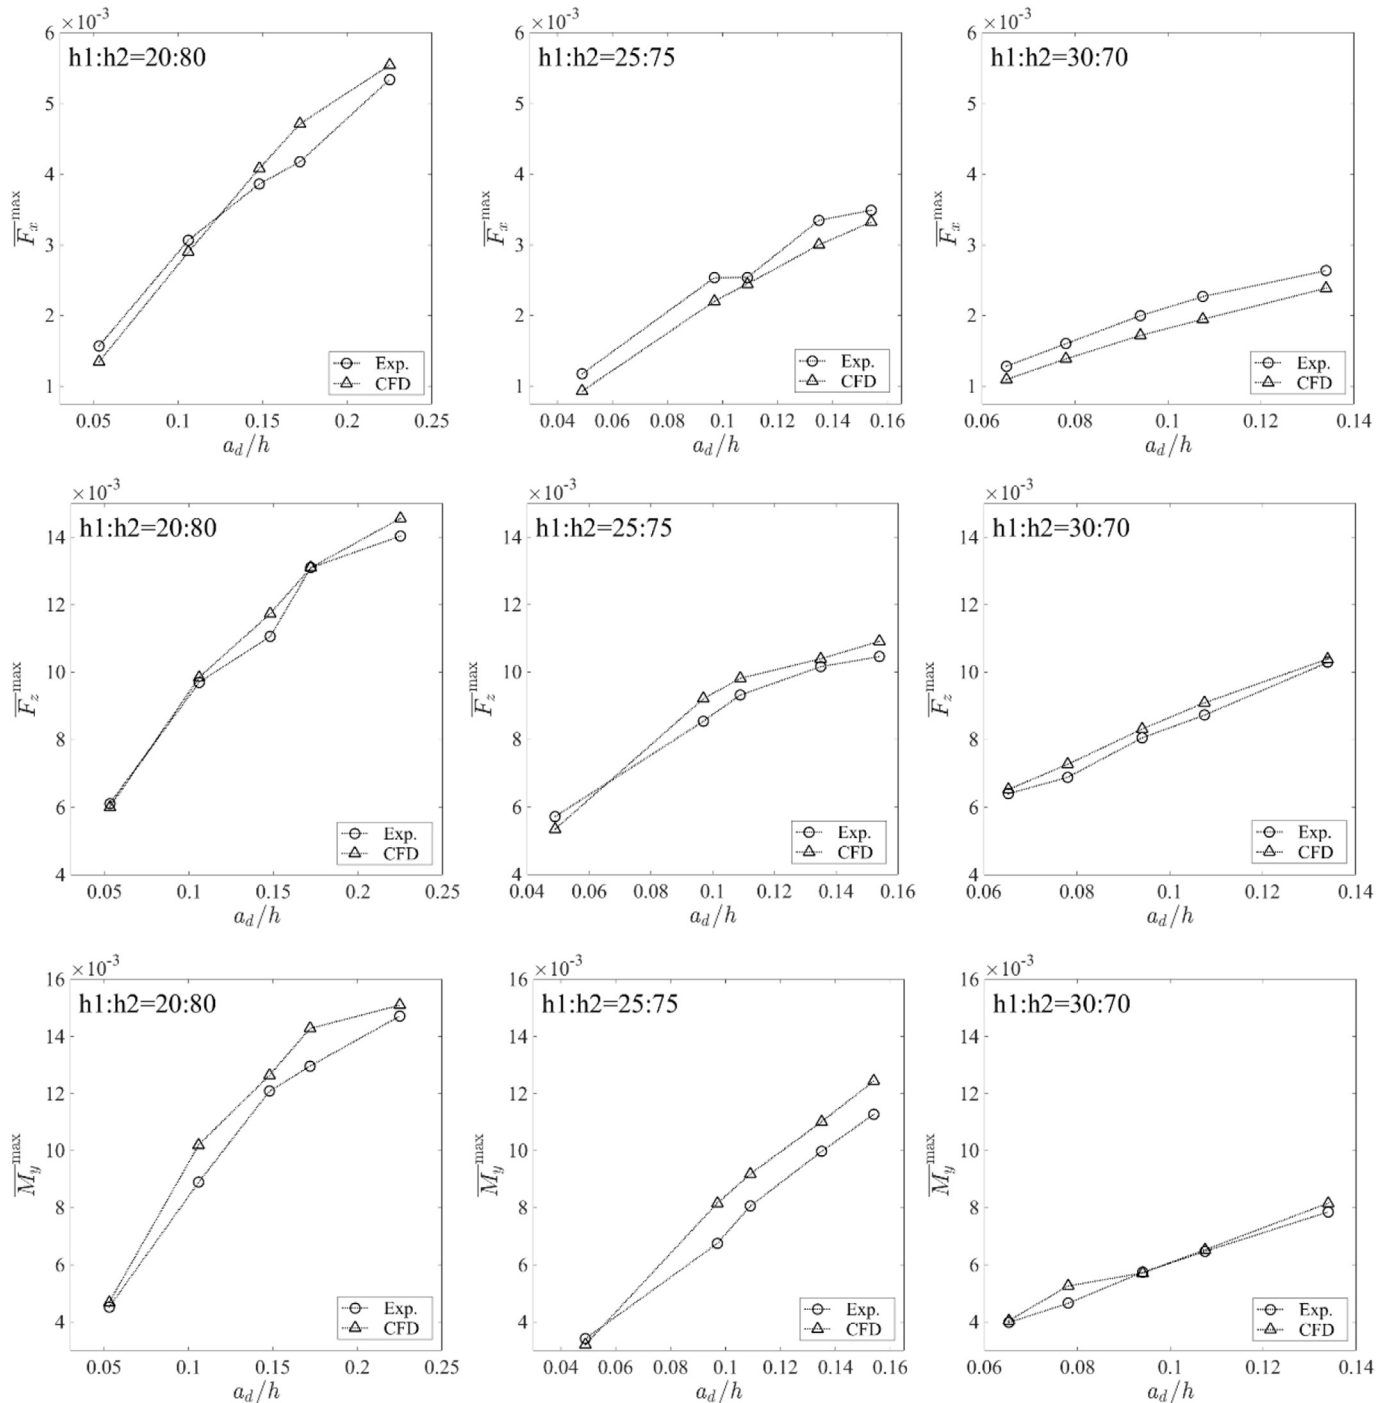 ×10⁻³ ×10⁻³ ×10⁻³
6 6 6
h1:h2=20:80 h1:h2=25:75 h1:h2=30:70
5 5 5
4 4 4
F̅ₓᵐᵃˣ F̅ₓᵐᵃˣ F̅ₓᵐᵃˣ
3 3 3
2 2 2
Exp. Exp. Exp.
CFD CFD CFD
1 1 1
0.05 0.1 0.15 0.2 0.25 0.04 0.06 0.08 0.1 0.12 0.14 0.16 0.06 0.08 0.1 0.12 0.14
a_d/h a_d/h a_d/h
×10⁻³ ×10⁻³ ×10⁻³
h1:h2=20:80 h1:h2=25:75 h1:h2=30:70
14 14 14
12 12 12
10 10 10
F̅_zᵐᵃˣ F̅_zᵐᵃˣ F̅_zᵐᵃˣ
8 8 8
6 6 6
Exp. Exp. Exp.
CFD CFD CFD
4 4 4
0.05 0.1 0.15 0.2 0.25 0.04 0.06 0.08 0.1 0.12 0.14 0.16 0.06 0.08 0.1 0.12 0.14
a_d/h a_d/h a_d/h
×10⁻³ ×10⁻³ ×10⁻³
16 16 16
h1:h2=20:80 h1:h2=25:75 h1:h2=30:70
14 14 14
12 12 12
10 10 10
M̅_yᵐᵃˣ M̅_yᵐᵃˣ M̅_yᵐᵃˣ
8 8 8
6 6 6
Exp. Exp. Exp.
CFD CFD CFD
4 4 4
0.05 0.1 0.15 0.2 0.25 0.04 0.06 0.08 0.1 0.12 0.14 0.16 0.06 0.08 0.1 0.12 0.14
a_d/h a_d/h a_d/h